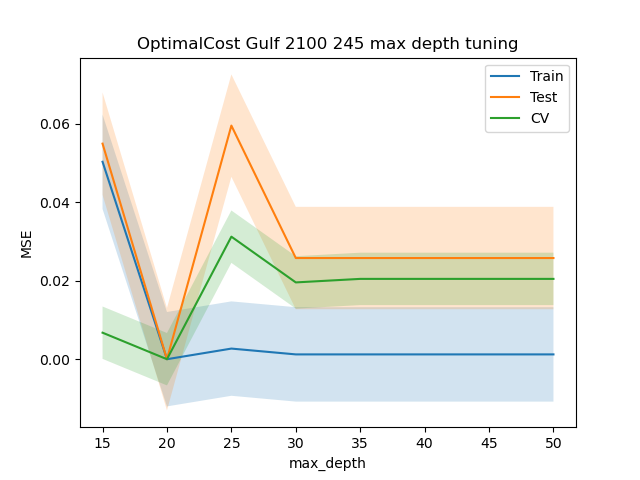 OptimalCost Gulf 2100 245 max depth tuning
Train
Test
CV
MSE
0.06
0.04
0.02
0.00
15 20 25 30 35 40 45 50
max_depth